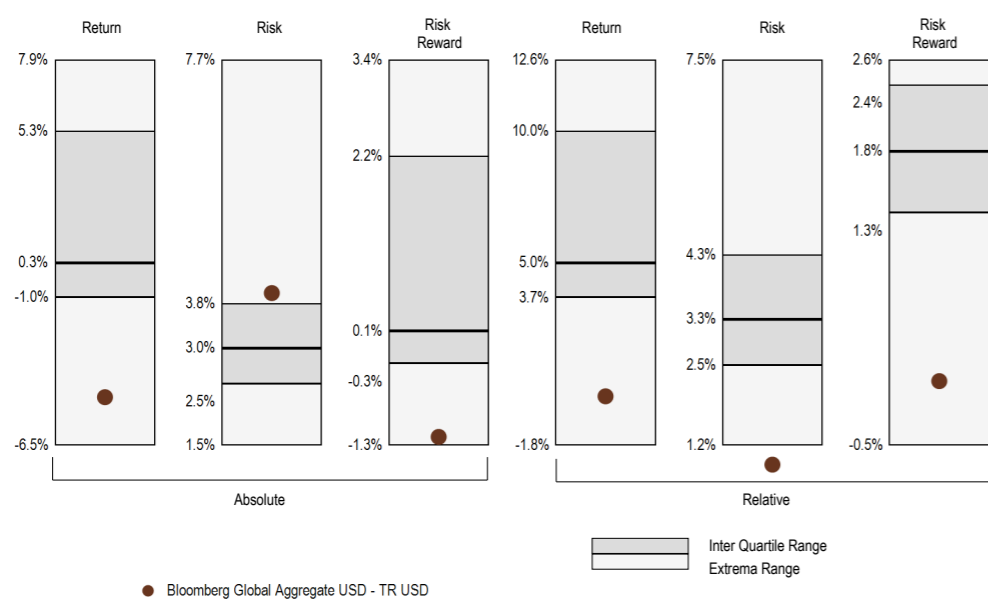 Return
Risk
Risk
Reward
Return
Risk
Risk
Reward
7.9%
5.3%
0.3%
-1.0%
-6.5%
7.7%
3.8%
3.0%
2.5%
1.5%
3.4%
2.2%
0.1%
-0.3%
-1.3%
12.6%
10.0%
5.0%
3.7%
-1.8%
7.5%
4.3%
3.3%
2.5%
1.2%
2.6%
2.4%
1.8%
1.3%
-0.5%
Absolute
Relative
Inter Quartile Range
Extrema Range
Bloomberg Global Aggregate USD - TR USD